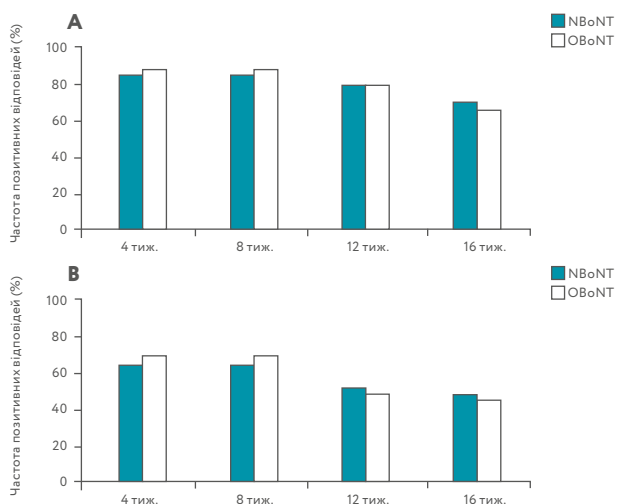 A
NBoNT
OBoNT
Частота позитивних відповідей (%)
100
80
60
40
20
0
4 тиж.
8 тиж.
12 тиж.
16 тиж.
B
NBoNT
OBoNT
Частота позитивних відповідей (%)
100
80
60
40
20
0
4 тиж.
8 тиж.
12 тиж.
16 тиж.